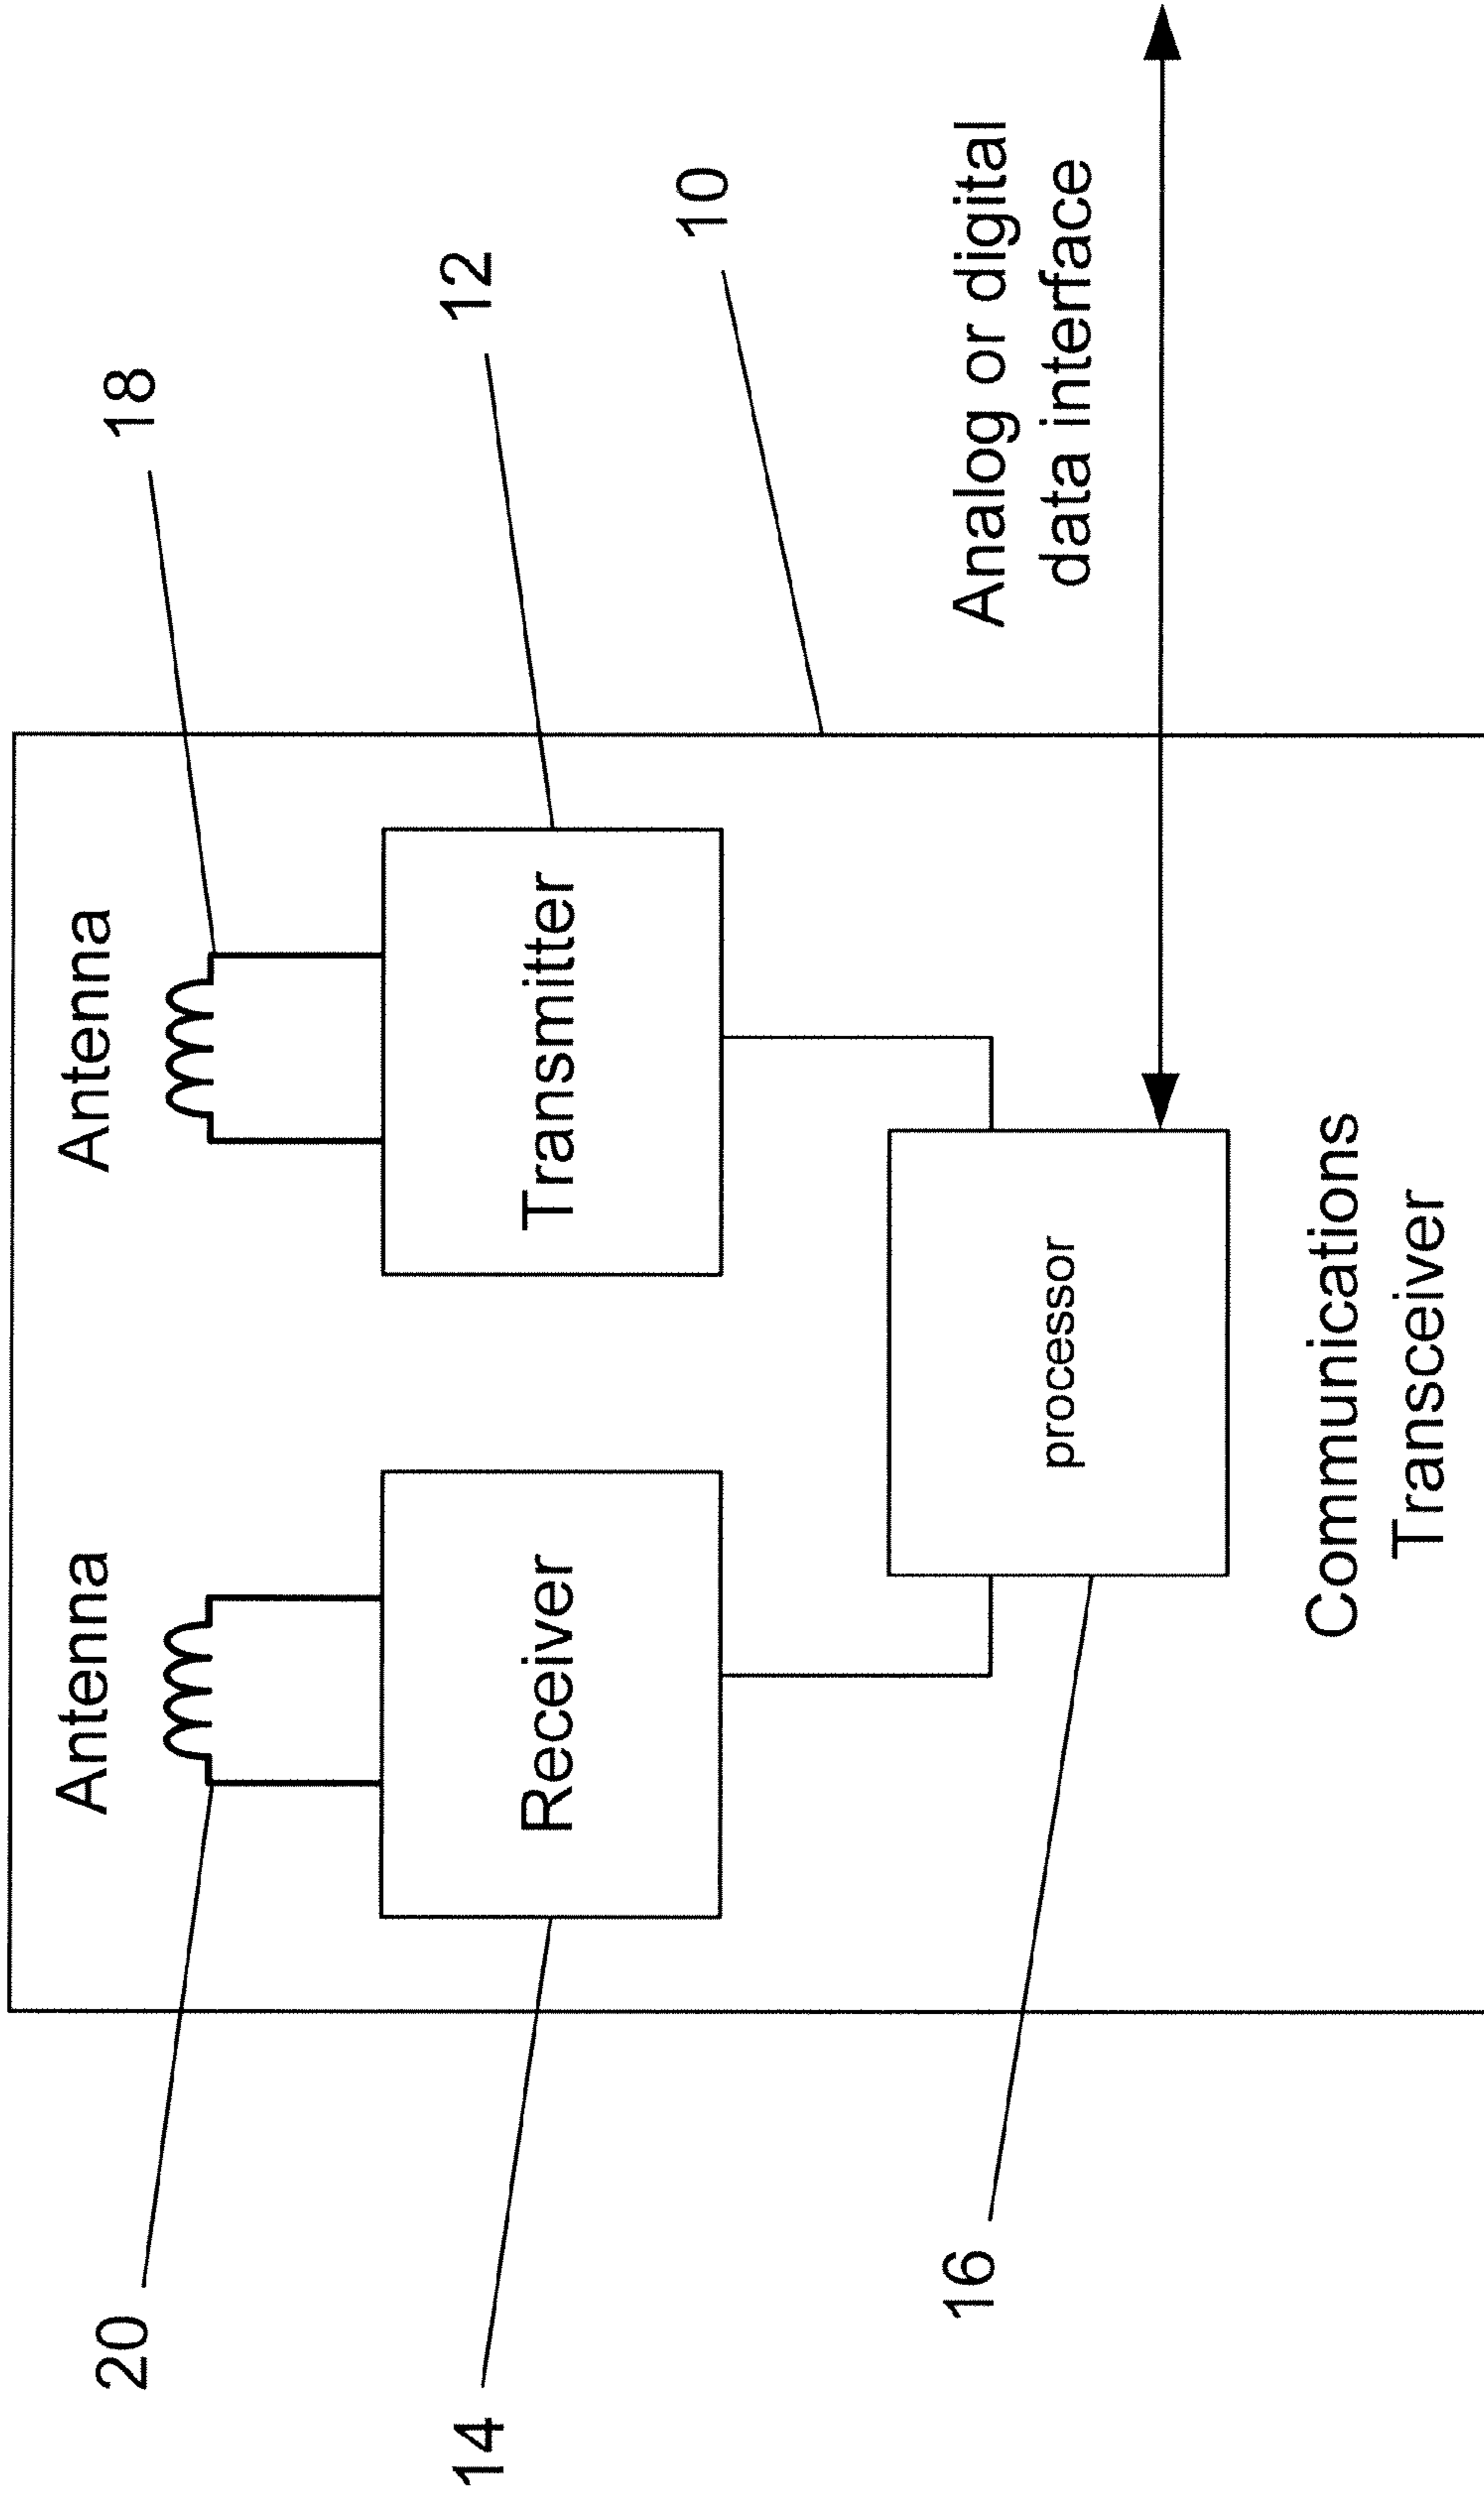 Antenna
Antenna
20
18
Receiver
Transmitter
14
12
10
processor
16
Analog or digital
data interface
Communications
Transceiver